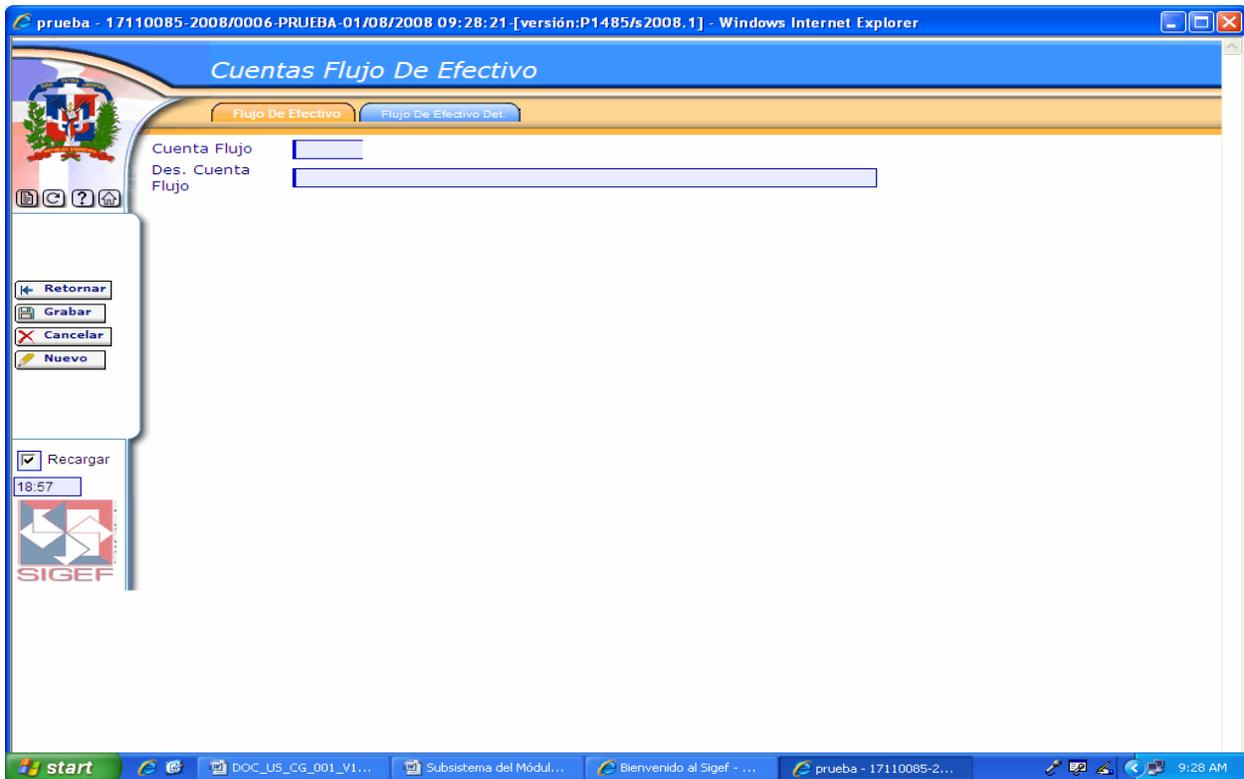 prueba - 17110085-2008/0006-PRUEBA-01/08/2008 09:28:21-[versión:P1485/s2008.1] - Windows Internet Explorer
Cuentas Flujo De Efectivo
Flujo De Efectivo
Flujo De Efectivo Det.
Cuenta Flujo
Des. Cuenta
Flujo
Retornar
Grabar
Cancelar
Nuevo
Recargar
18:57
SIGEF
start
DOC_US_CG_001_V1...
Subsistema del Módul...
Bienvenido al Sigef - ...
prueba - 17110085-2...
9:28 AM